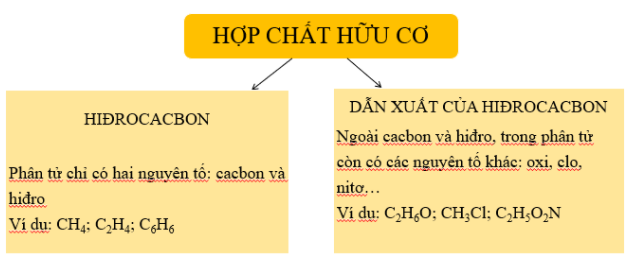 HỢP CHẤT HỮU CƠ
HIĐROCACBON
Phân tử chỉ có hai nguyên tố: cacbon và
hiđro
Ví dụ: CH₄; C₂H₄; C₆H₆
DẪN XUẤT CỦA HIĐROCACBON
Ngoài cacbon và hiđro, trong phân tử
còn có các nguyên tố khác: oxi, clo,
nitơ…
Ví dụ: C₂H₆O; CH₃Cl; C₂H₅O₂N